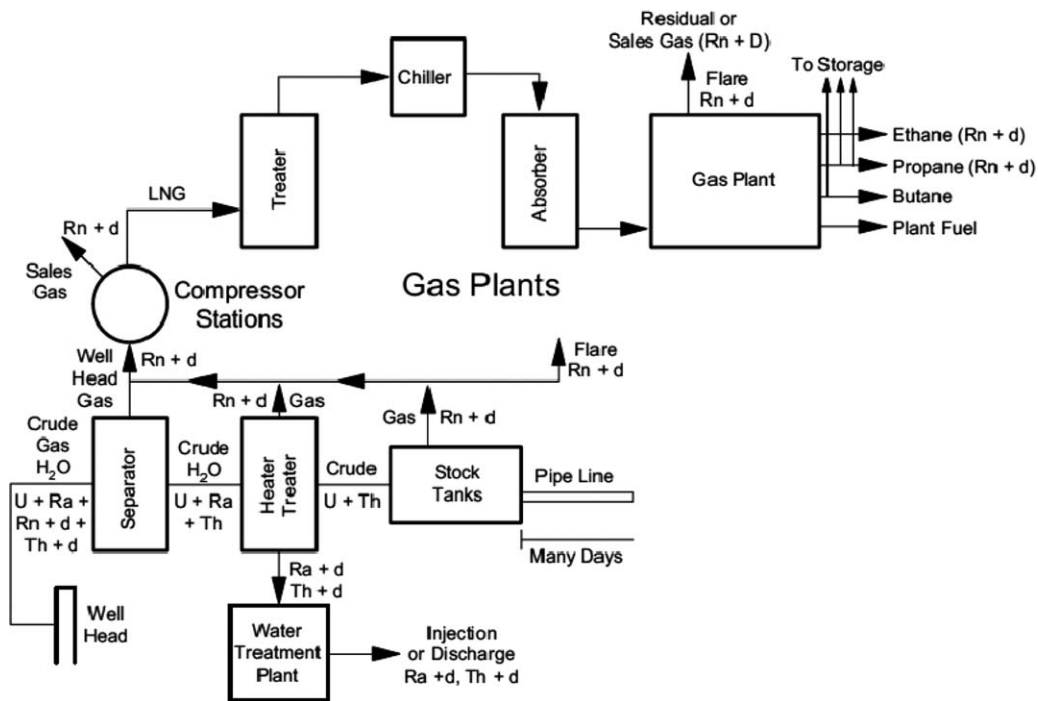 Residual or
Sales Gas (Rn + D)
Flare
Rn + d
To Storage
Chiller
Treater
Absorber
Gas Plant
Ethane (Rn + d)
Propane (Rn + d)
Butane
Plant Fuel
LNG
Rn + d
Sales
Gas
Compressor
Stations
Gas Plants
Well
Head
Gas
Rn + d
Flare
Rn + d
Rn + d
Gas
Gas
Rn + d
Crude
Gas
H2O
U + Ra +
Rn + d +
Th + d
Separator
Crude
H2O
U + Ra
+ Th
Heater
Treater
Crude
U + Th
Stock
Tanks
Pipe Line
Many Days
Ra + d
Th + d
Well
Head
Water
Treatment
Plant
Injection
or Discharge
Ra +d, Th + d